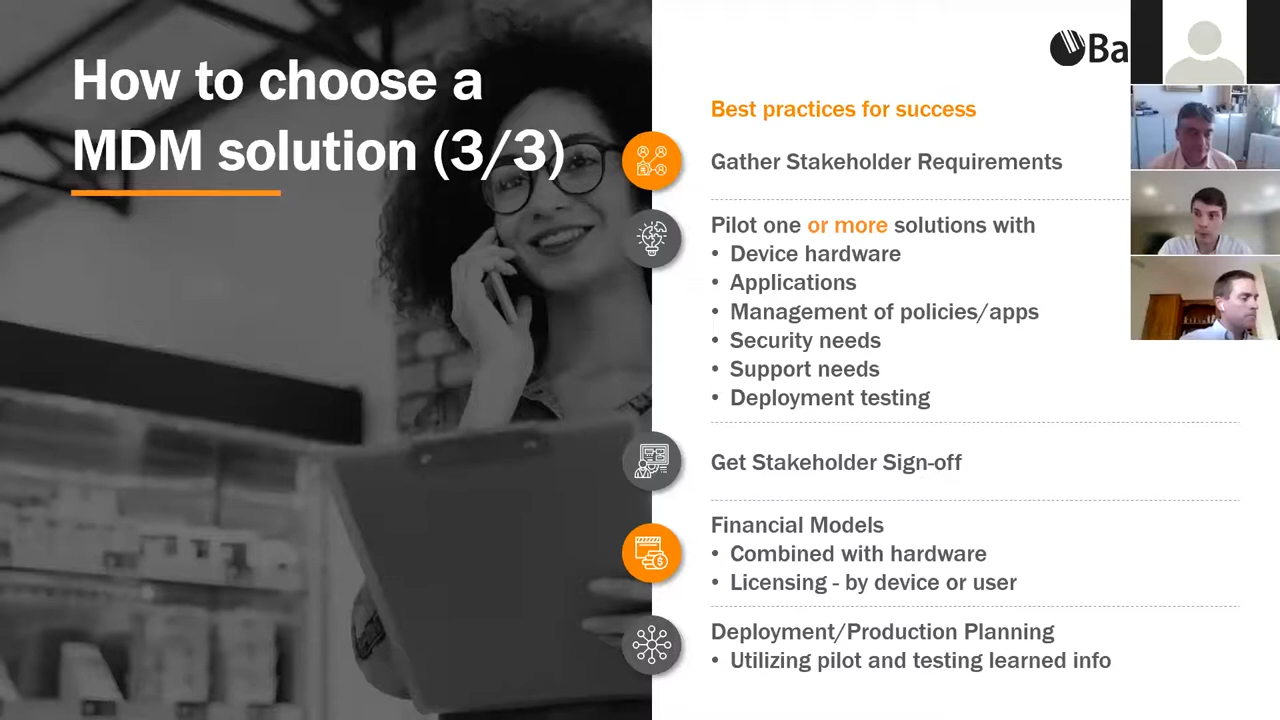 How to choose a
MDM solution (3/3)
Best practices for success
Gather Stakeholder Requirements
Pilot one or more solutions with
• Device hardware
• Applications
• Management of policies/apps
• Security needs
• Support needs
• Deployment testing
Get Stakeholder Sign-off
Financial Models
• Combined with hardware
• Licensing - by device or user
Deployment/Production Planning
• Utilizing pilot and testing learned info